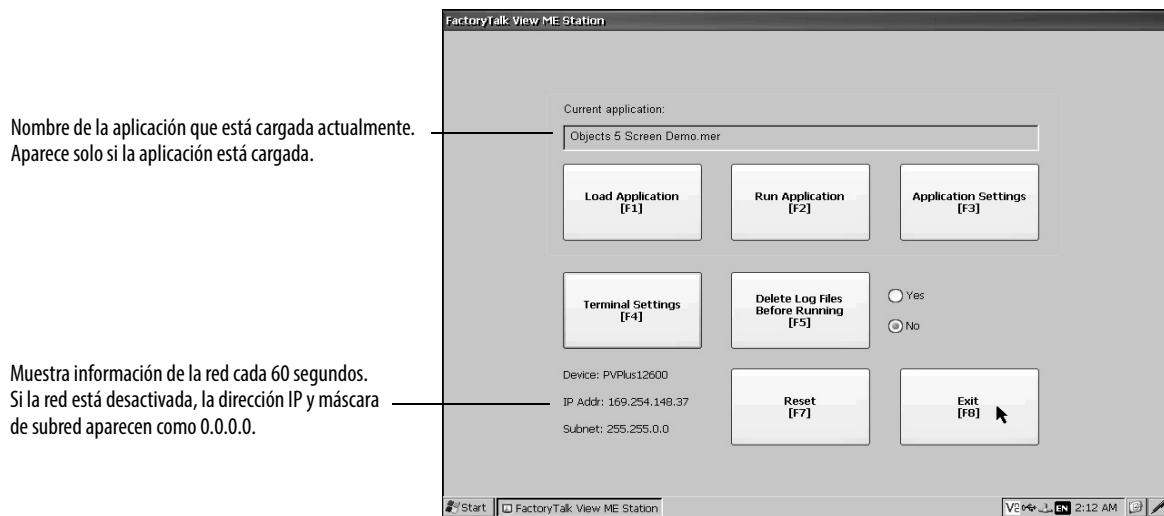 FactoryTalk View ME Station
Nombre de la aplicación que está cargada actualmente.
Aparece solo si la aplicación está cargada.
Current application:
Objects 5 Screen Demo.mer
Load Application
[F1]
Run Application
[F2]
Application Settings
[F3]
Terminal Settings
[F4]
Delete Log Files
Before Running
[F5]
Yes
No
Muestra información de la red cada 60 segundos.
Si la red está desactivada, la dirección IP y máscara
de subred aparecen como 0.0.0.0.
Device: PVPlus12600
IP Addr: 169.254.148.37
Subnet: 255.255.0.0
Reset
[F7]
Exit
[F8]
Start
FactoryTalk View ME Station
EN
2:12 AM